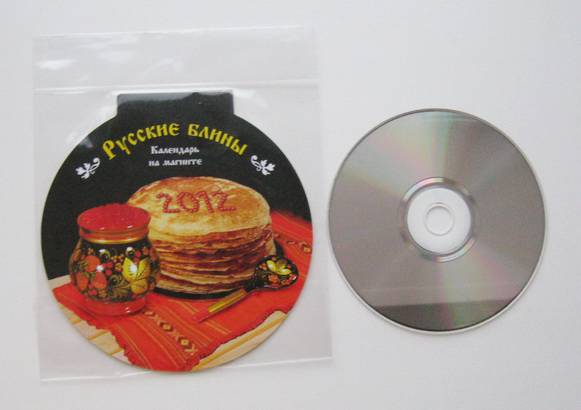 Русские блины
Календарь
на магните
2012